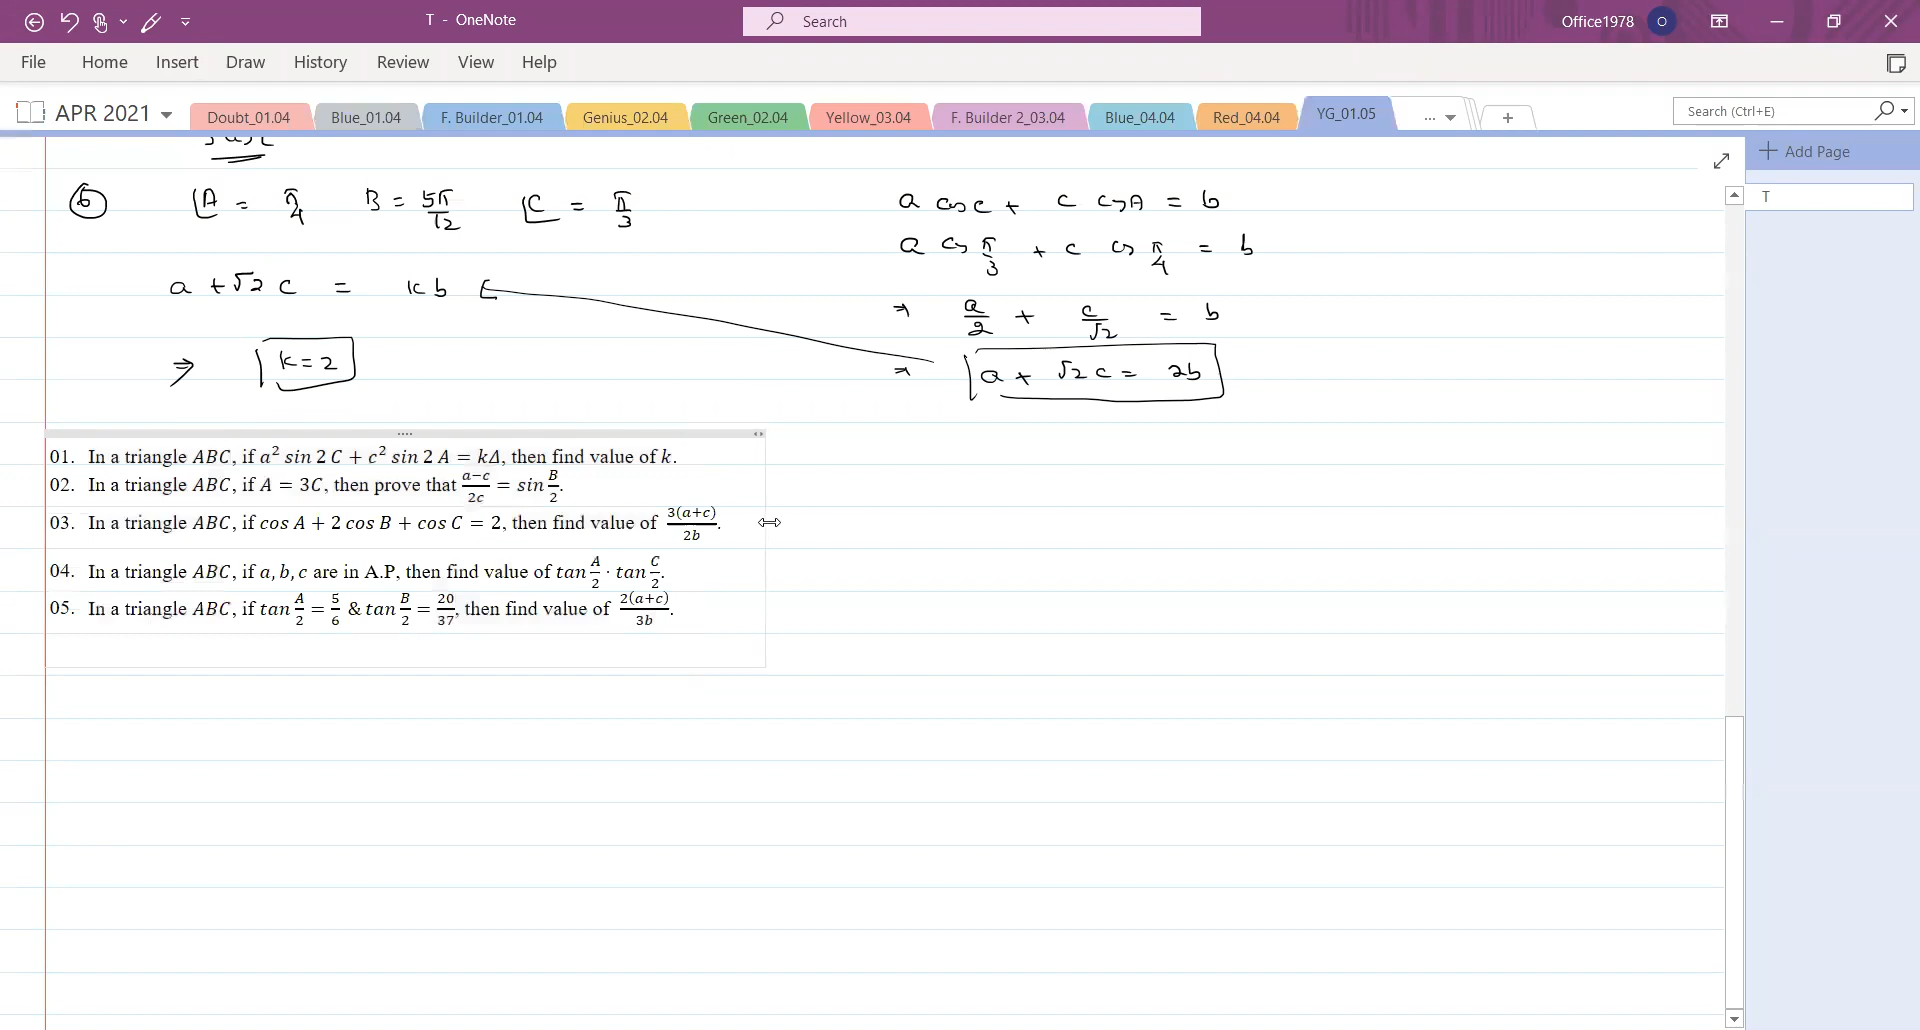 T - OneNote
Search
Office1978
O
File Home Insert Draw History Review View Help
APR 2021
Doubt_01.04 Blue_01.04 F. Builder_01.04 Genius_02.04 Green_02.04 Yellow_03.04 F. Builder 2_03.04 Blue_04.04 Red_04.04 YG_01.05 ... +
Search (Ctrl+E)
Add Page
T
6 A = π/4 B = 5π/12 C = π/3
a + √2 c = kb
⇒ k = 2
a cos C + c cos A = b
a cos π/3 + c cos π/4 = b
⇒ a/2 + c/√2 = b
⇒ a + √2 c = 2b
01. In a triangle ABC, if a² sin 2 C + c² sin 2 A = kΔ, then find value of k.
02. In a triangle ABC, if A = 3C, then prove that (a−c)/2c = sin B/2.
03. In a triangle ABC, if cos A + 2 cos B + cos C = 2, then find value of 3(a+c)/2b.
04. In a triangle ABC, if a, b, c are in A.P, then find value of tan A/2 · tan C/2.
05. In a triangle ABC, if tan A/2 = 5/6 & tan B/2 = 20/37, then find value of 2(a+c)/3b.